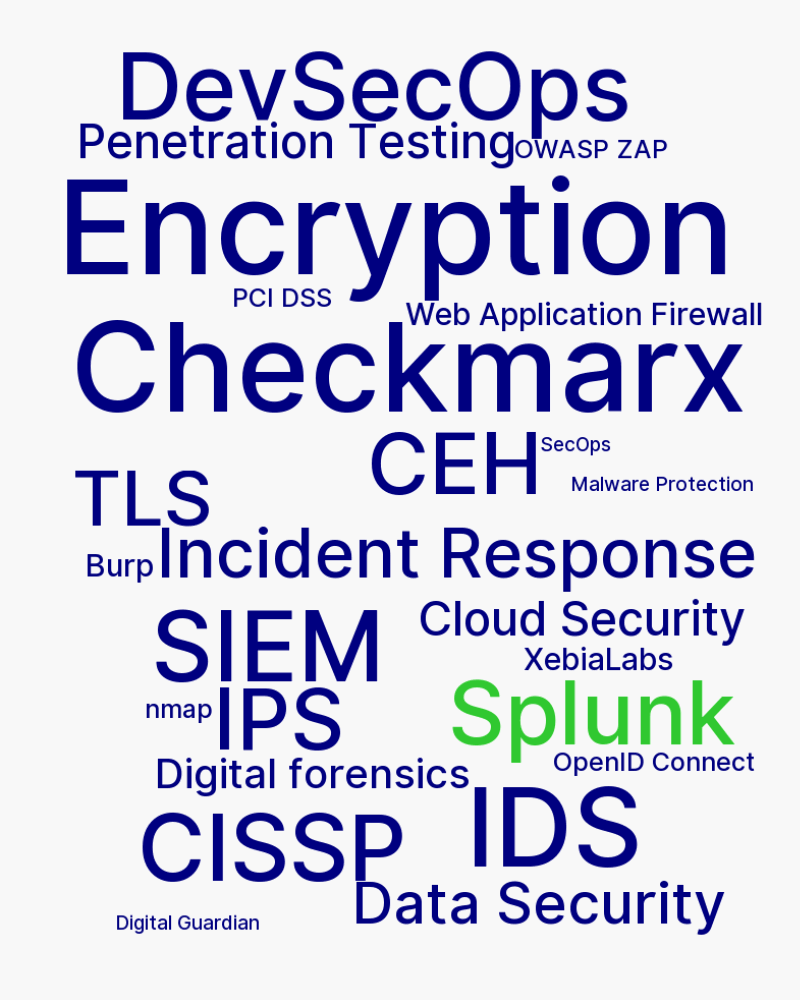 DevSecOps
Penetration Testing
OWASP ZAP
Encryption
PCI DSS
Web Application Firewall
Checkmarx
CEH
SecOps
Malware Protection
TLS
Incident Response
Burp
SIEM
Cloud Security
XebiaLabs
nmap
IPS
Splunk
OpenID Connect
Digital forensics
IDS
CISSP
Data Security
Digital Guardian